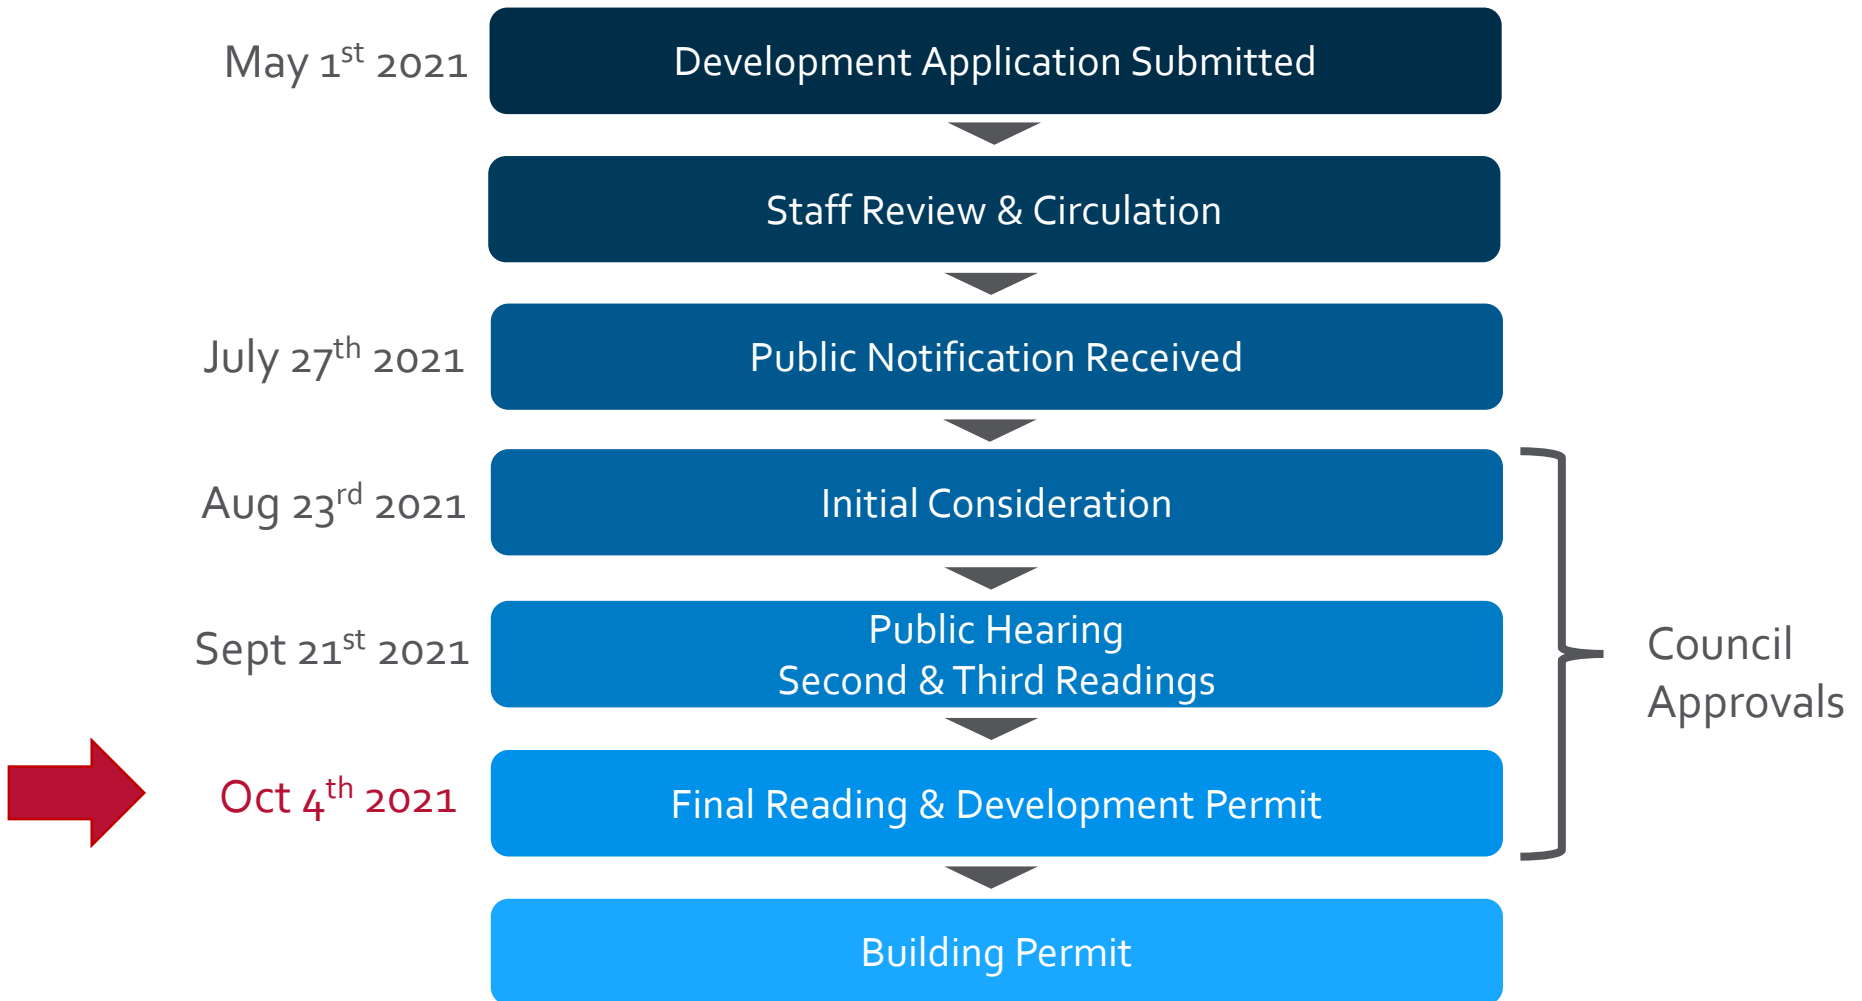 May 1st 2021
Development Application Submitted
Staff Review & Circulation
July 27th 2021
Public Notification Received
Aug 23rd 2021
Initial Consideration
Sept 21st 2021
Public Hearing
Second & Third Readings
Council
Approvals
Oct 4th 2021
Final Reading & Development Permit
Building Permit